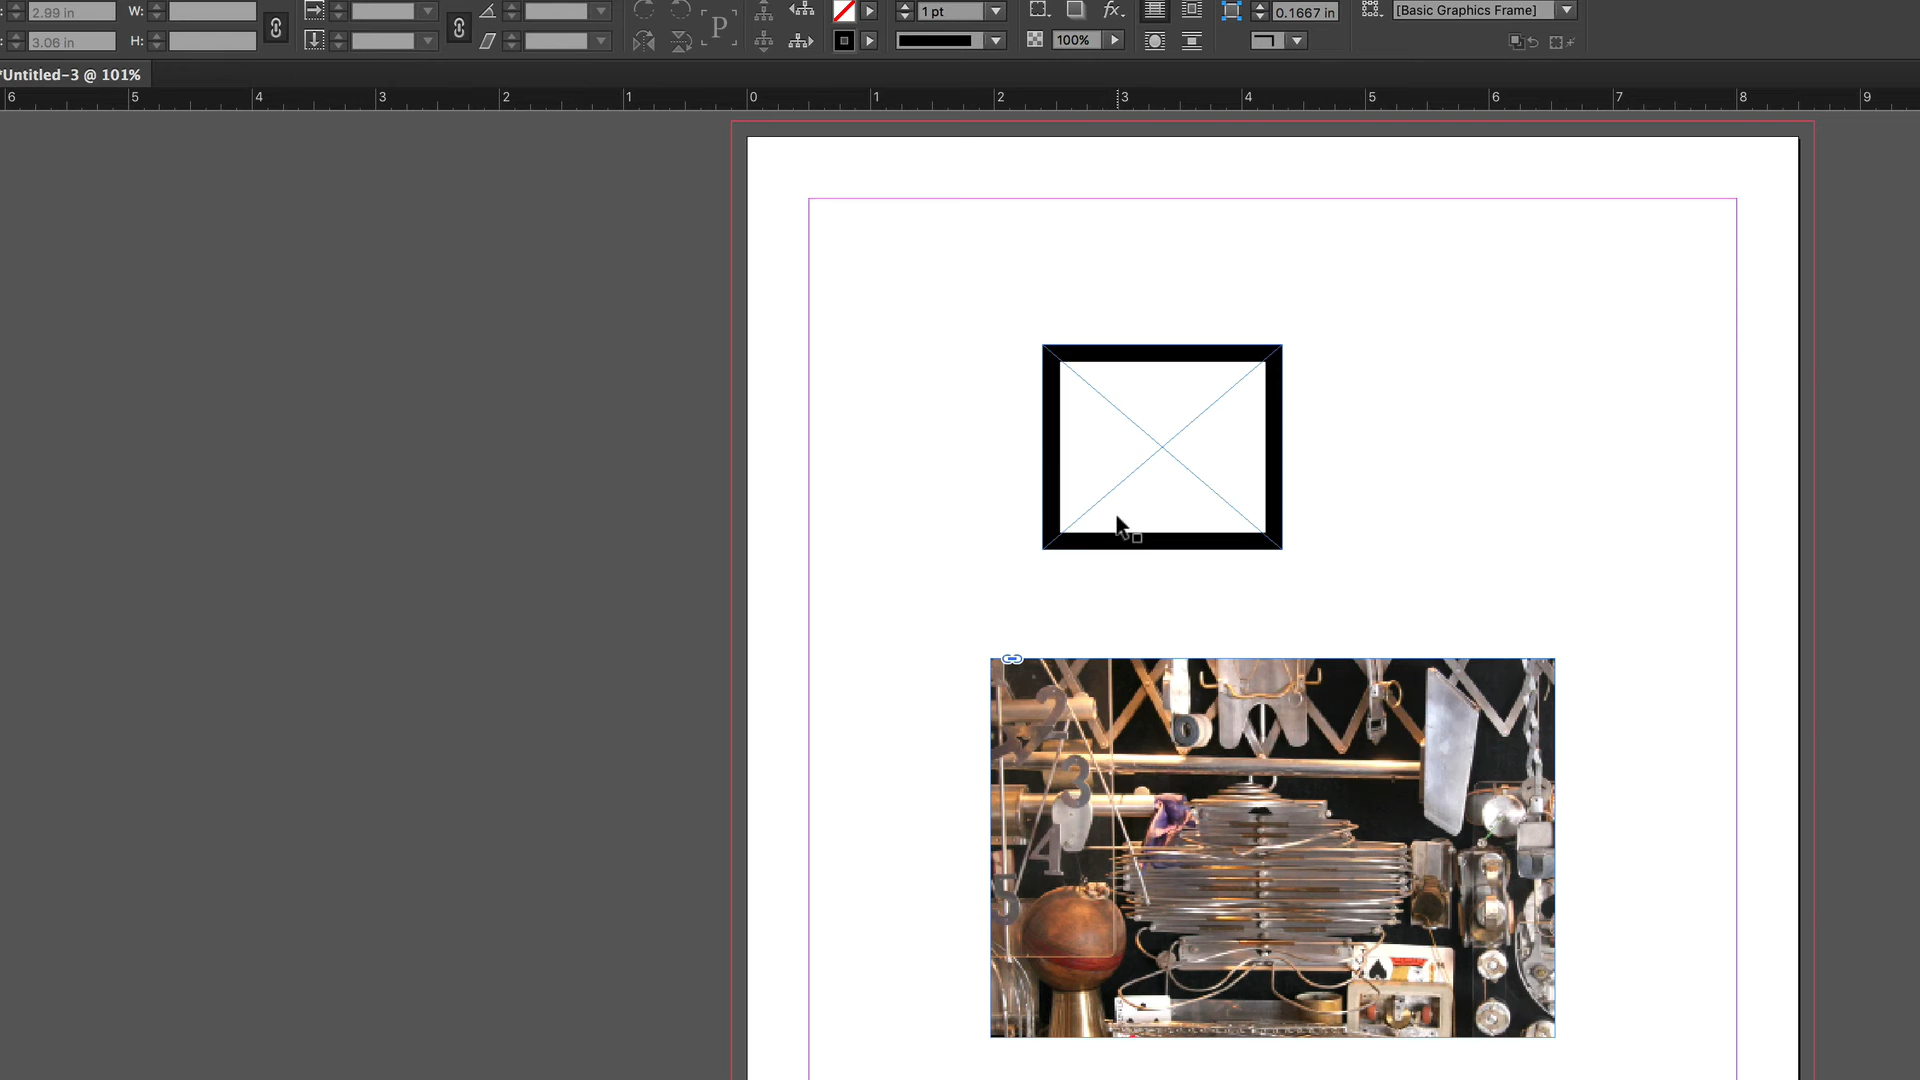 2.99 in W: 1 pt fx. 0.1667 in [Basic Graphics Frame]
3.06 in H: P 100%
*Untitled-3 @ 101%
6 5 4 3 2 1 0 1 2 3 4 5 6 7 8 9
2
3
4
5